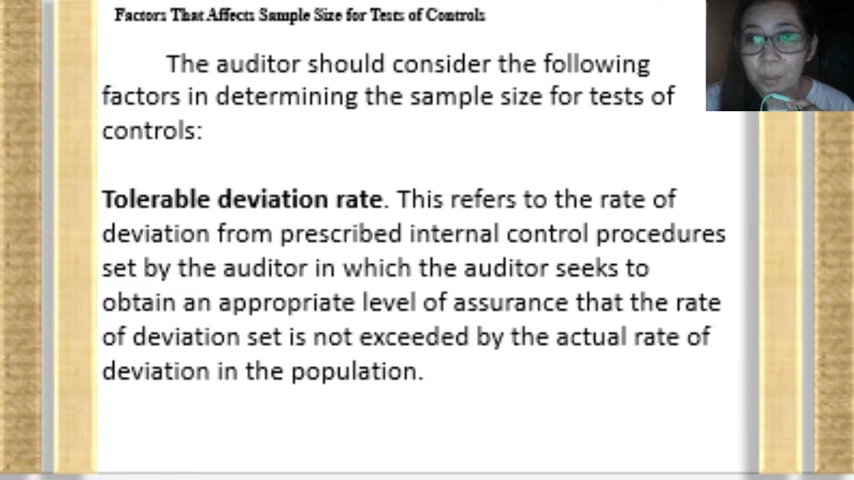 Factors That Affects Sample Size for Tests of Controls
The auditor should consider the following
factors in determining the sample size for tests of
controls:
Tolerable deviation rate. This refers to the rate of
deviation from prescribed internal control procedures
set by the auditor in which the auditor seeks to
obtain an appropriate level of assurance that the rate
of deviation set is not exceeded by the actual rate of
deviation in the population.